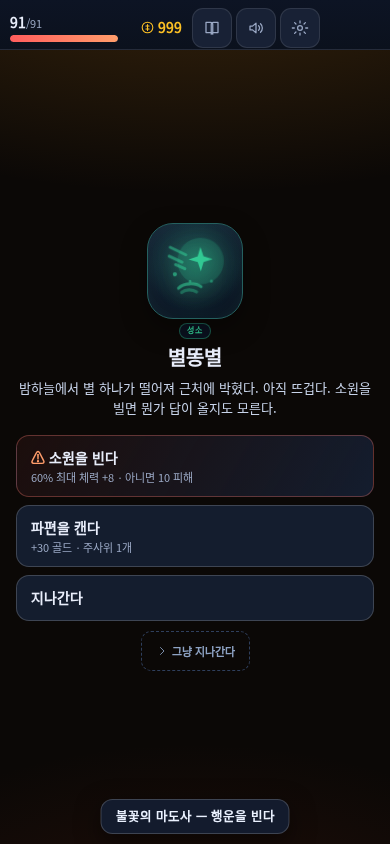 91/91
999
성소
별똥별
밤하늘에서 별 하나가 떨어져 근처에 박혔다. 아직 뜨겁다. 소원을
빌면 뭔가 답이 올지도 모른다.
소원을 빈다
60% 최대 체력 +8 · 아니면 10 피해
파편을 캔다
+30 골드 · 주사위 1개
지나간다
그냥 지나간다
불꽃의 마도사 — 행운을 빈다